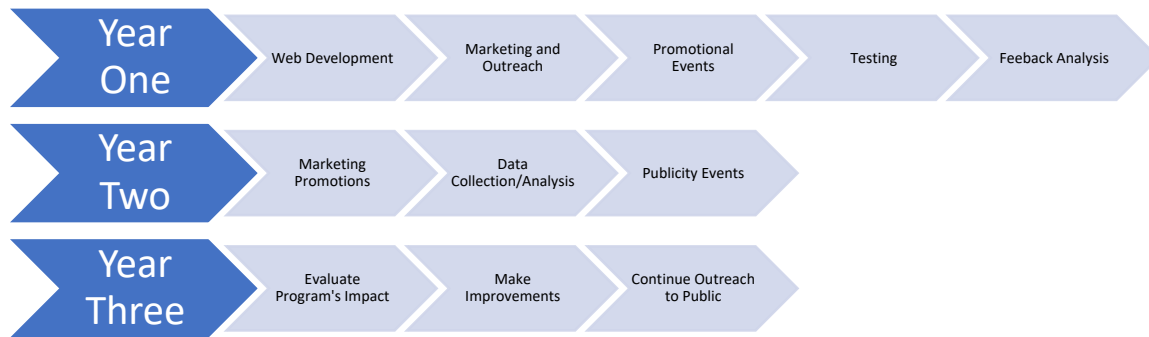 Year
One
Web Development
Marketing and
Outreach
Promotional
Events
Testing
Feeback Analysis
Year
Two
Marketing
Promotions
Data
Collection/Analysis
Publicity Events
Year
Three
Evaluate
Program's Impact
Make
Improvements
Continue Outreach
to Public